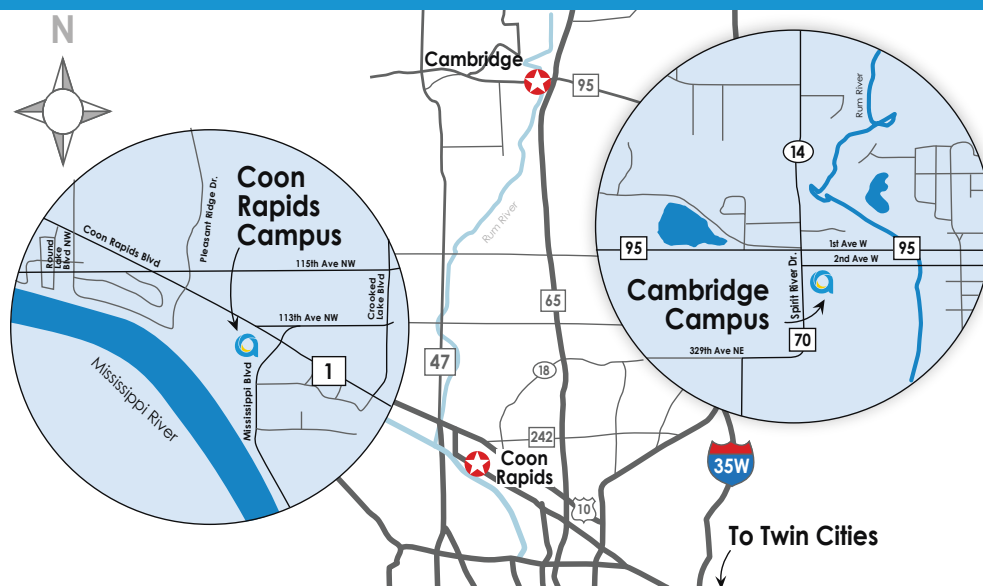 N
Cambridge
95
Rum River
65
47
18
242
Coon
Rapids
10
35W
To Twin Cities
Coon
Rapids
Campus
Pleasant Ridge Dr.
Coon Rapids Blvd
Round
Lake
Blvd NW
115th Ave NW
Crooked
Lake Blvd
113th Ave NW
1
Mississippi Blvd
Mississippi River
Rum River
14
95
1st Ave W
95
2nd Ave W
Spirit River Dr.
Cambridge
Campus
70
329th Ave NE